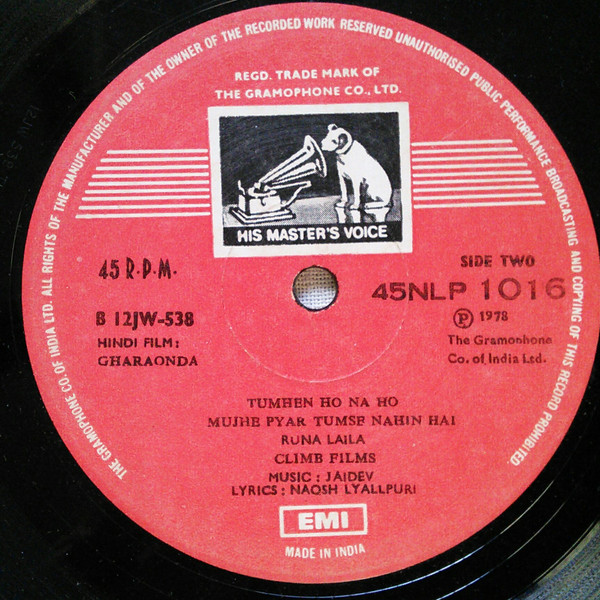 THE GRAMOPHONE CO. OF INDIA LTD. ALL RIGHTS OF THE MANUFACTURER AND OF THE OWNER OF THE RECORDED WORK RESERVED UNAUTHORISED PUBLIC PERFORMANCE BROADCASTING AND COPYING OF THIS RECORD PROHIBITED
REGD. TRADE MARK OF
THE GRAMOPHONE CO., LTD.
HIS MASTER'S VOICE
45 R·P·M·
SIDE TWO
45NLP 1016
B 12JW-538
Ⓟ 1978
HINDI FILM:
GHARAONDA
The Gramophone
Co. of India Ltd.
TUMHEN HO NA HO
MUJHE PYAR TUMSE NAHIN HAI
RUNA LAILA
CLIMB FILMS
MUSIC : JAIDEV
LYRICS : NAQSH LYALLPURI
EMI
MADE IN INDIA